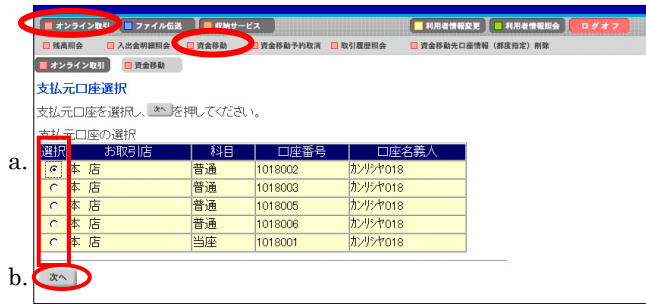 オンライン取引 ファイル伝送 収納サービス 利用者情報変更 利用者情報照会 ログオフ
残高照会 入出金明細照会 資金移動 資金移動予約取消 取引履歴照会 資金移動先口座情報（都度指定）削除
オンライン取引 資金移動
支払元口座選択
支払元口座を選択し、次へを押してください。
支払元口座の選択
選択 お取引店 科目 口座番号 口座名義人
a. 本 店 普通 1018002 カンリシヤ018
本 店 普通 1018003 カンリシヤ018
本 店 普通 1018005 カンリシヤ018
本 店 普通 1018006 カンリシヤ018
本 店 当座 1018001 カンリシヤ018
b. 次へ